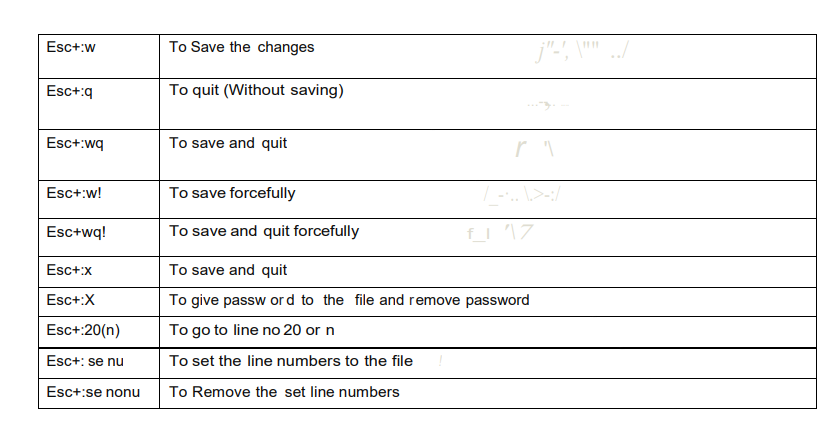 Esc+:w To Save the changes
Esc+:q To quit (Without saving)
Esc+:wq To save and quit
Esc+:w! To save forcefully
Esc+wq! To save and quit forcefully
Esc+:x To save and quit
Esc+:X To give passw or d to the file and remove password
Esc+:20(n) To go to line no 20 or n
Esc+: se nu To set the line numbers to the file
Esc+:se nonu To Remove the set line numbers